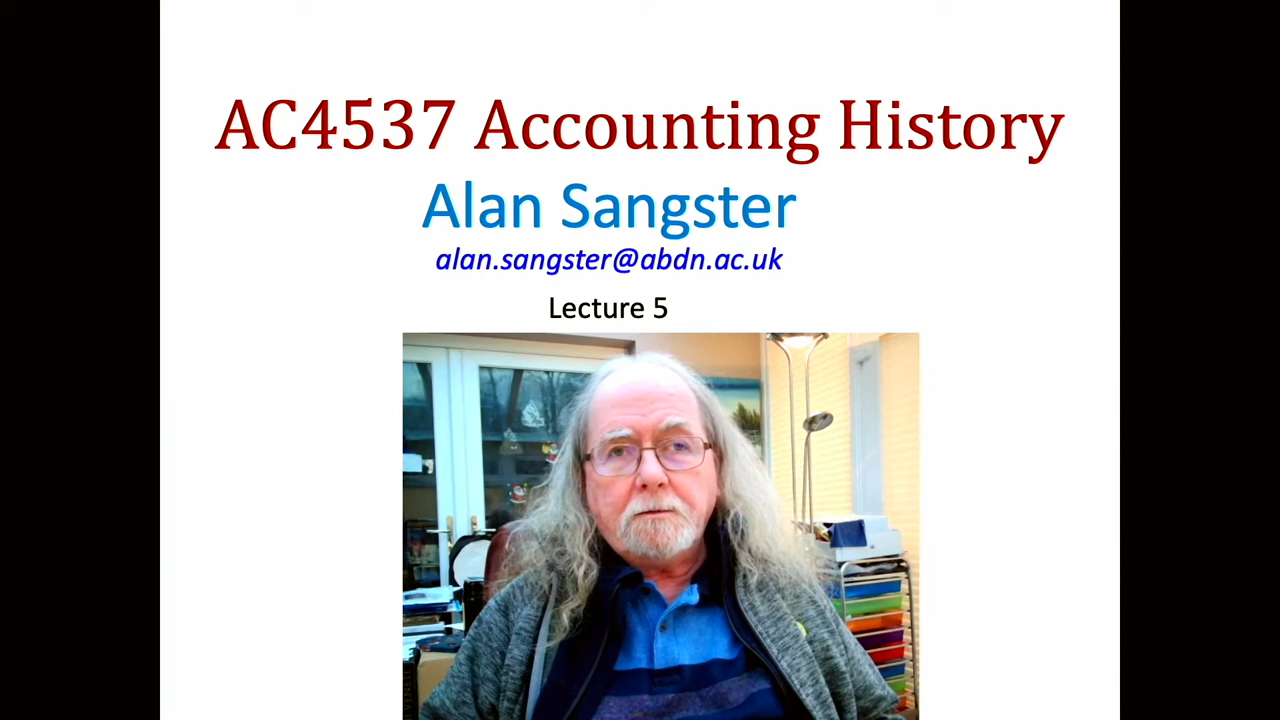 AC4537 Accounting History
Alan Sangster
alan.sangster@abdn.ac.uk
Lecture 5